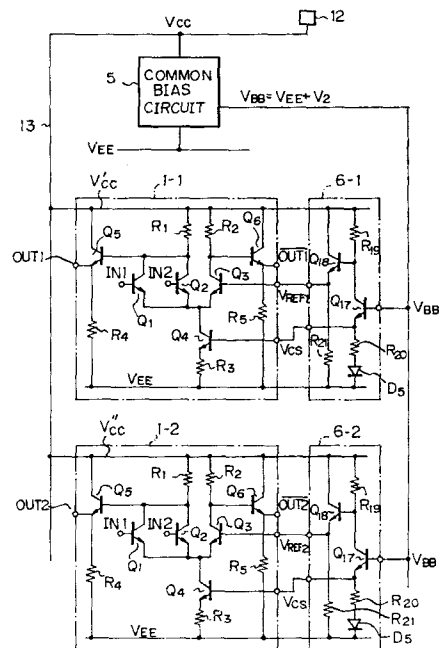 VCC
12
5
COMMON
BIAS
CIRCUIT
VBB=VEE+V2
13
VEE
1-1
6-1
V'CC
R1
R2
Q6
Q5
OUT1
OUT1
R19
IN1
IN2
Q2
Q3
Q18
Q1
VREF1
Q17
VBB
Q4
R5
R4
R21
VCS
R20
R3
D5
VEE
1-2
6-2
V"CC
R1
R2
Q5
Q6
OUT2
OUT2
R19
IN1
IN2
Q2
Q3
Q18
Q1
VREF2
Q17
VBB
R4
Q4
R5
VCS
R20
R3
R21
VEE
D5